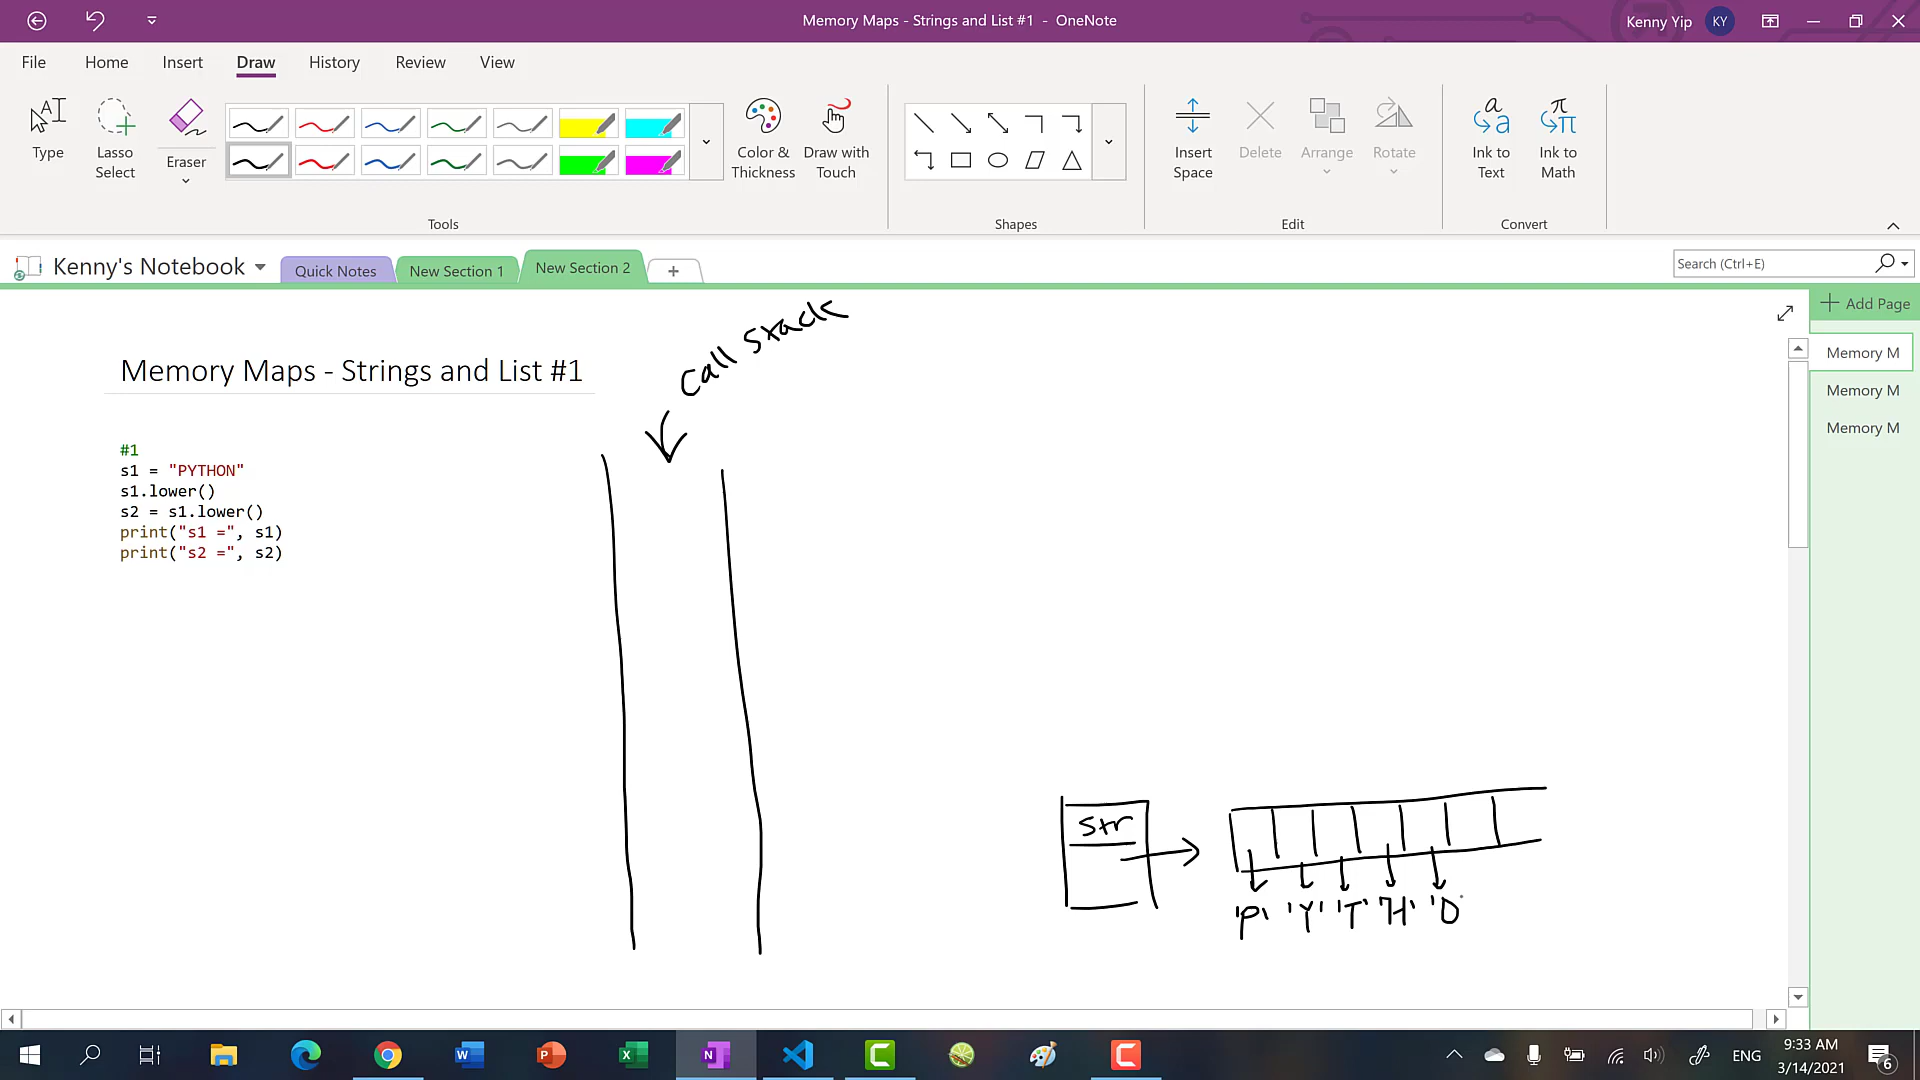 Memory Maps - Strings and List #1 - OneNote
Kenny Yip KY
File Home Insert Draw History Review View
Type
Lasso Select
Eraser
Color & Thickness
Draw with Touch
Insert Space
Delete
Arrange
Rotate
Ink to Text
Ink to Math
Tools Shapes Edit Convert
Kenny's Notebook Quick Notes New Section 1 New Section 2 +
Search (Ctrl+E)
Add Page
Memory M
Memory M
Memory M
call stack
Memory Maps - Strings and List #1
#1
s1 = "PYTHON"
s1.lower()
s2 = s1.lower()
print("s1 =", s1)
print("s2 =", s2)
str
'P' 'Y' 'T' 'H' 'O
ENG
9:33 AM
3/14/2021
6